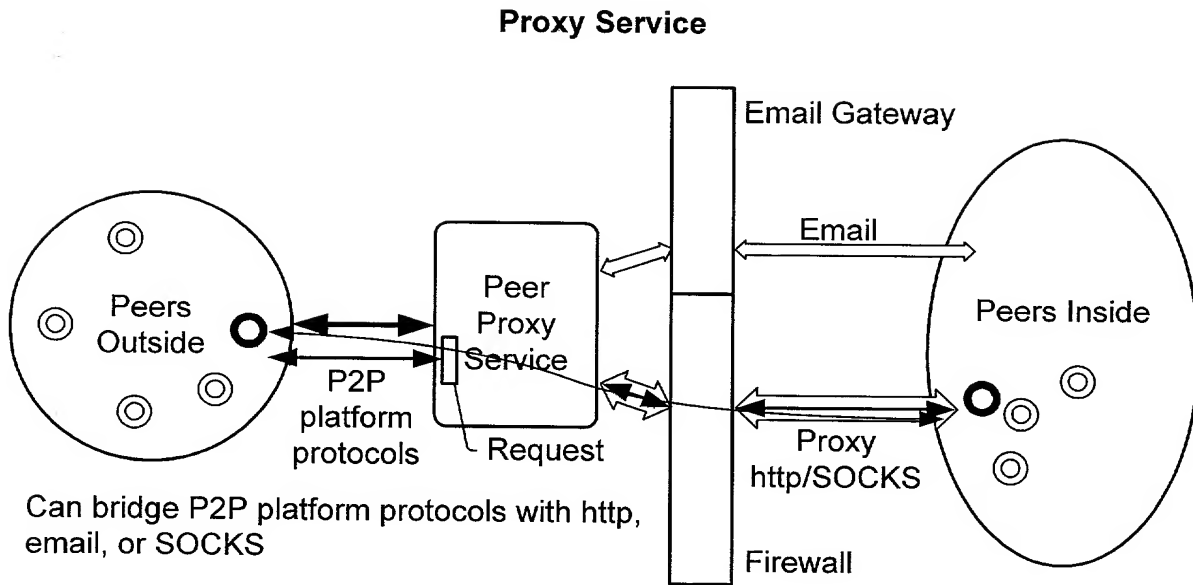 Proxy Service
Email Gateway
Email
Peers
Outside
Peer
Proxy
Service
Peers Inside
P2P
platform
protocols
Request
Proxy
http/SOCKS
Can bridge P2P platform protocols with http,
email, or SOCKS
Firewall